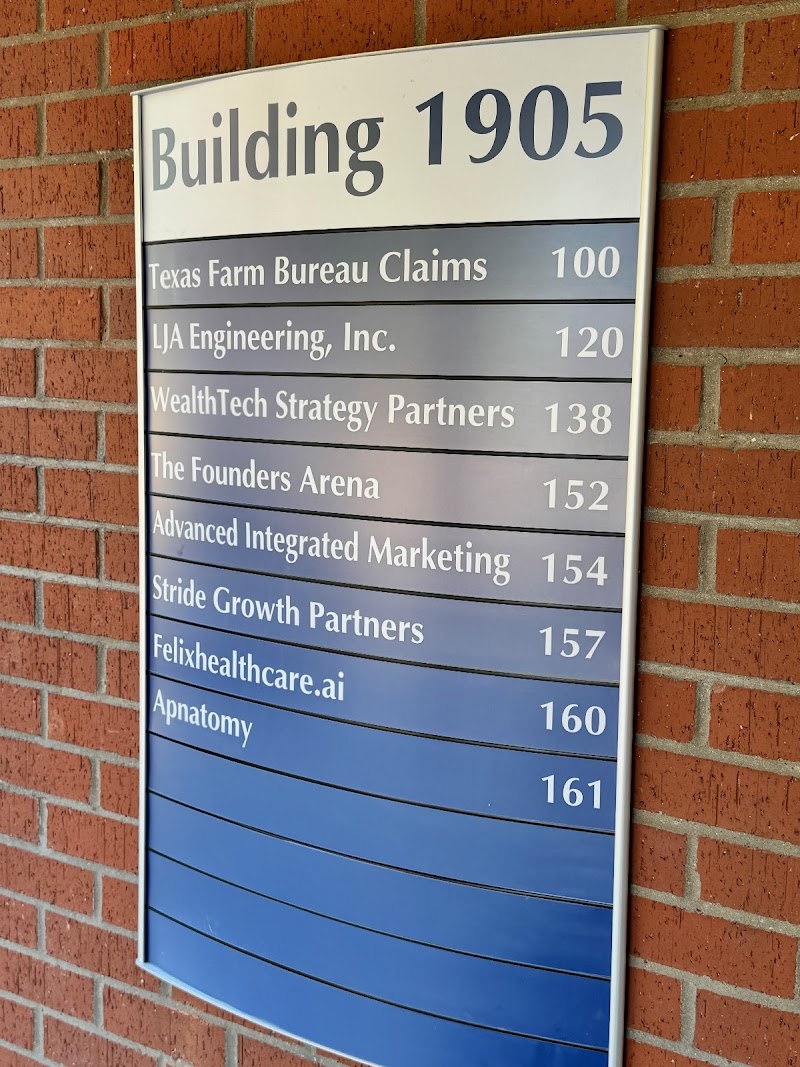 Building 1905
Texas Farm Bureau Claims 100
LJA Engineering, Inc. 120
WealthTech Strategy Partners 138
The Founders Arena 152
Advanced Integrated Marketing 154
Stride Growth Partners 157
Felixhealthcare.ai 160
Apnatomy 161